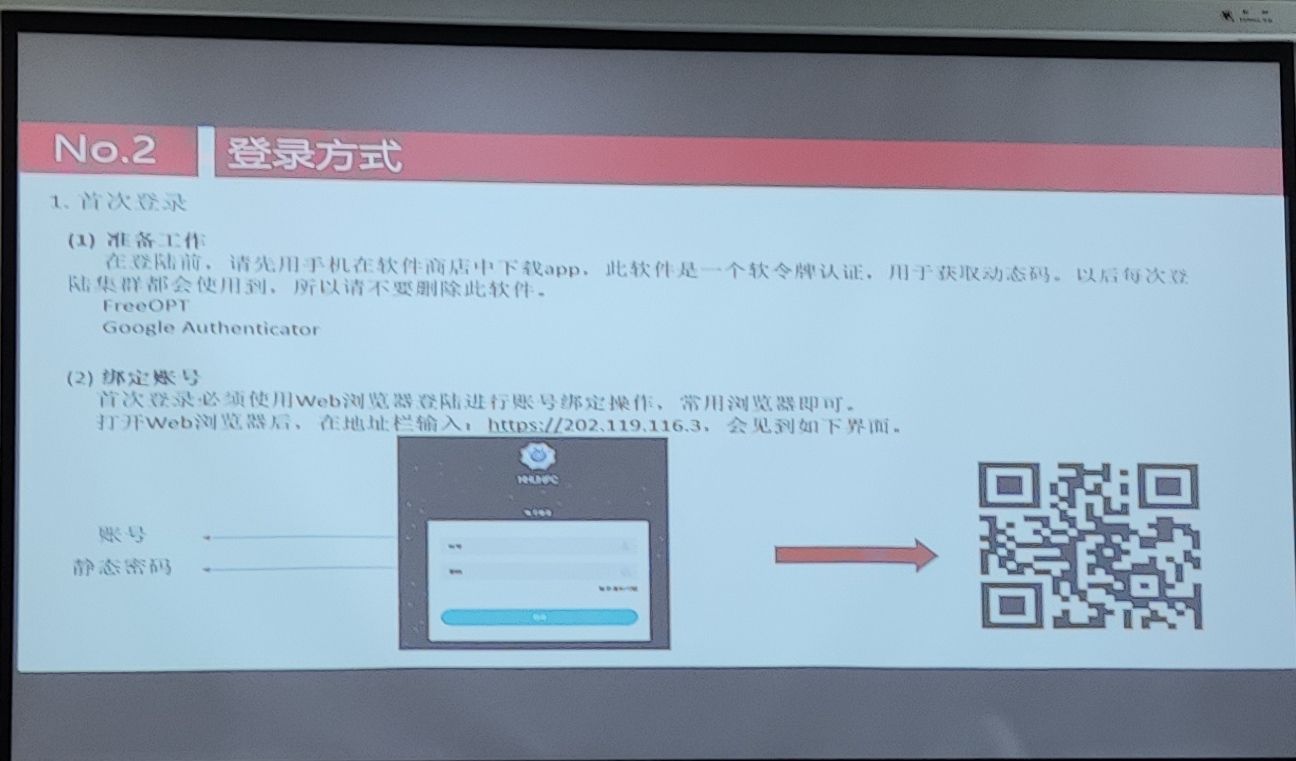 No.2 登录方式
1. 首次登录
(1) 准备工作
在登陆前，请先用手机在软件商店中下载app，此软件是一个软令牌认证，用于获取动态码。以后每次登
陆集群都会使用到，所以请不要删除此软件。
FreeOPT
Google Authenticator
(2) 绑定账号
首次登录必须使用Web浏览器登陆进行账号绑定操作，常用浏览器即可。
打开Web浏览器后，在地址栏输入：https://202.119.116.3，会见到如下界面。
账号
静态密码